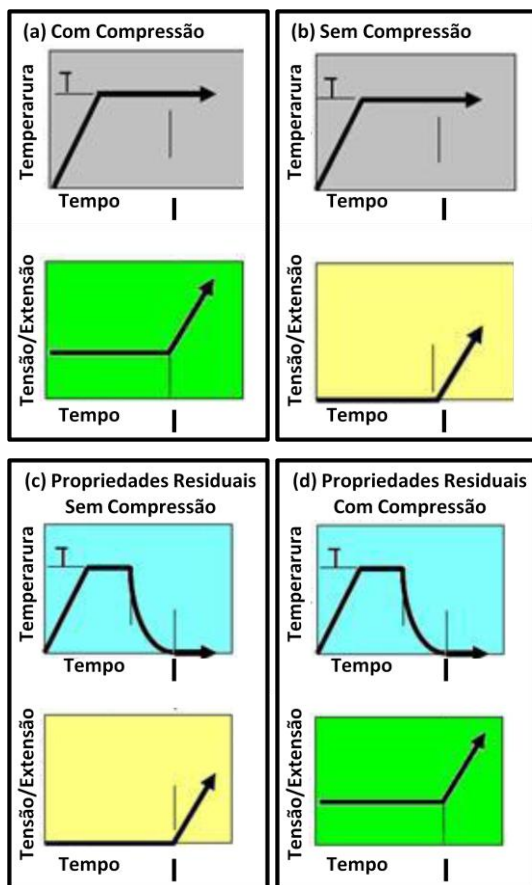 (a) Com Compressão
Temperarura
T
Tempo
I
Tensão/Extensão
Tempo
I
(b) Sem Compressão
Temperarura
T
Tempo
I
Tensão/Extensão
Tempo
I
(c) Propriedades Residuais
Sem Compressão
Temperarura
T
Tempo
I
Tensão/Extensão
Tempo
I
(d) Propriedades Residuais
Com Compressão
Temperarura
T
Tempo
I
Tensão/Extensão
Tempo
I